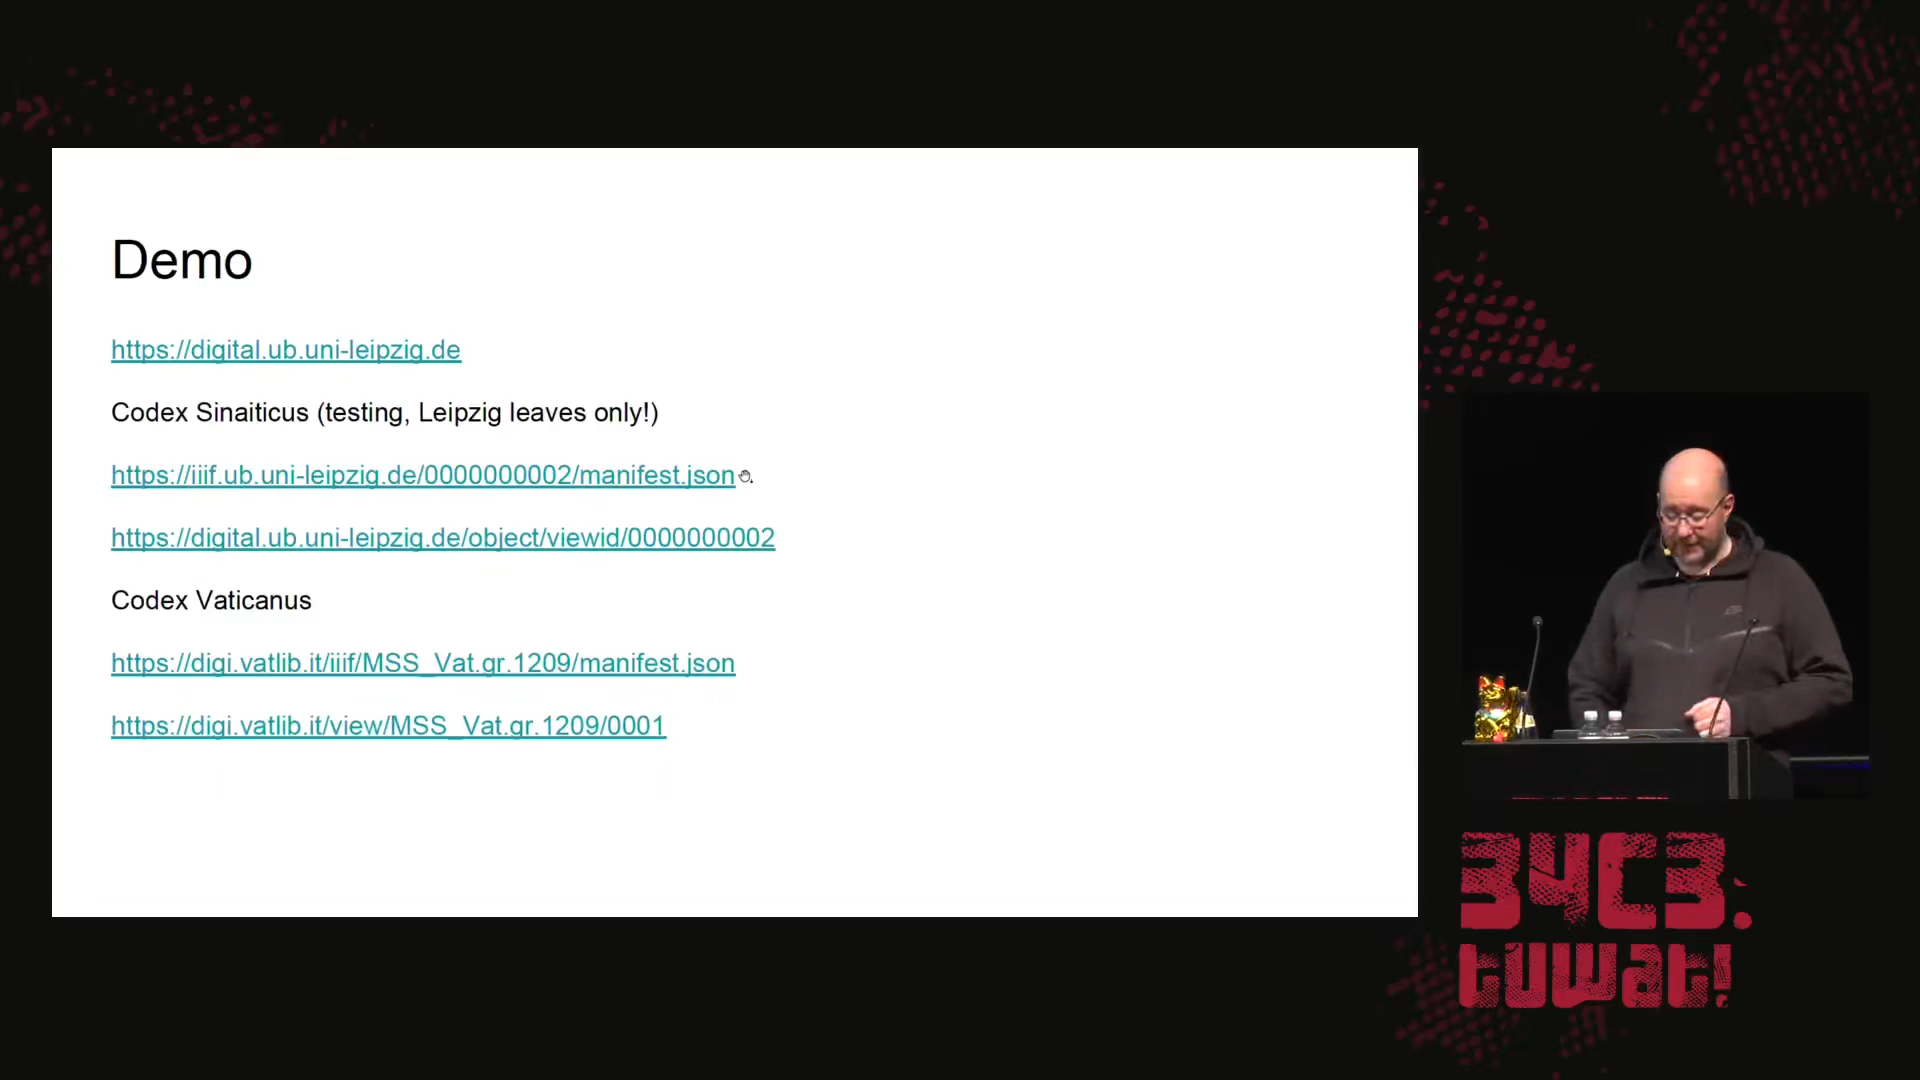 Demo
https://digital.ub.uni-leipzig.de
Codex Sinaiticus (testing, Leipzig leaves only!)
https://iiif.ub.uni-leipzig.de/0000000002/manifest.json
https://digital.ub.uni-leipzig.de/object/viewid/0000000002
Codex Vaticanus
https://digi.vatlib.it/iiif/MSS_Vat.gr.1209/manifest.json
https://digi.vatlib.it/view/MSS_Vat.gr.1209/0001
34C3.
tuwat!